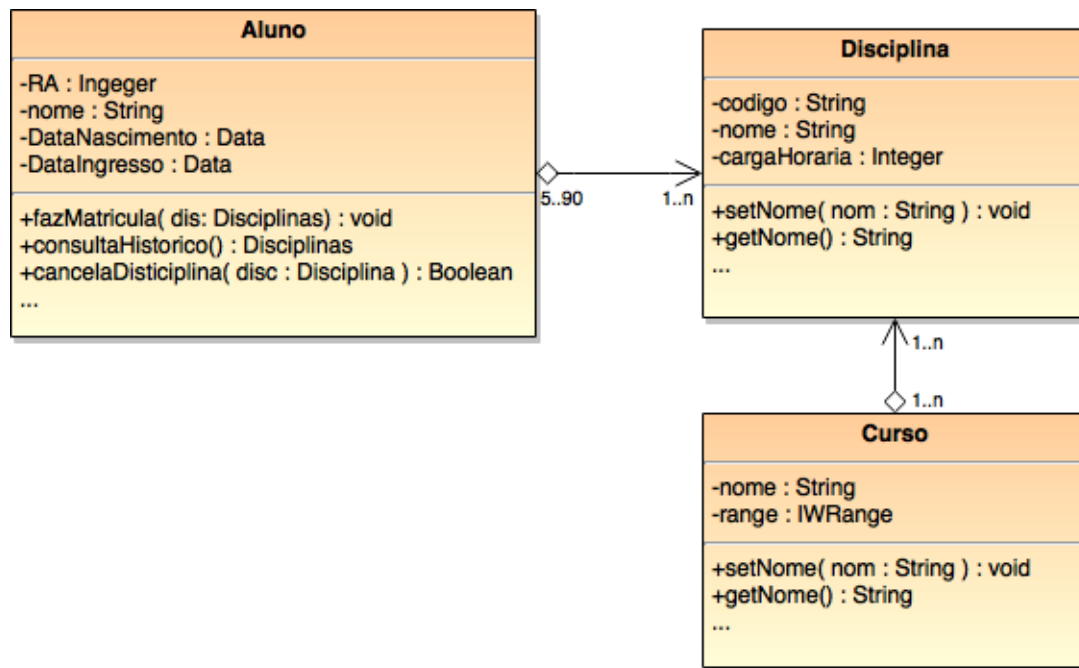 Aluno
-RA : Ingeger
-nome : String
-DataNascimento : Data
-DataIngresso : Data
+fazMatricula( dis: Disciplinas) : void
+consultaHistorico() : Disciplinas
+cancelaDisticiplina( disc : Disciplina ) : Boolean
...
5..90
1..n
Disciplina
-codigo : String
-nome : String
-cargaHoraria : Integer
+setNome( nom : String ) : void
+getNome() : String
...
1..n
1..n
Curso
-nome : String
-range : IWRange
+setNome( nom : String ) : void
+getNome() : String
...